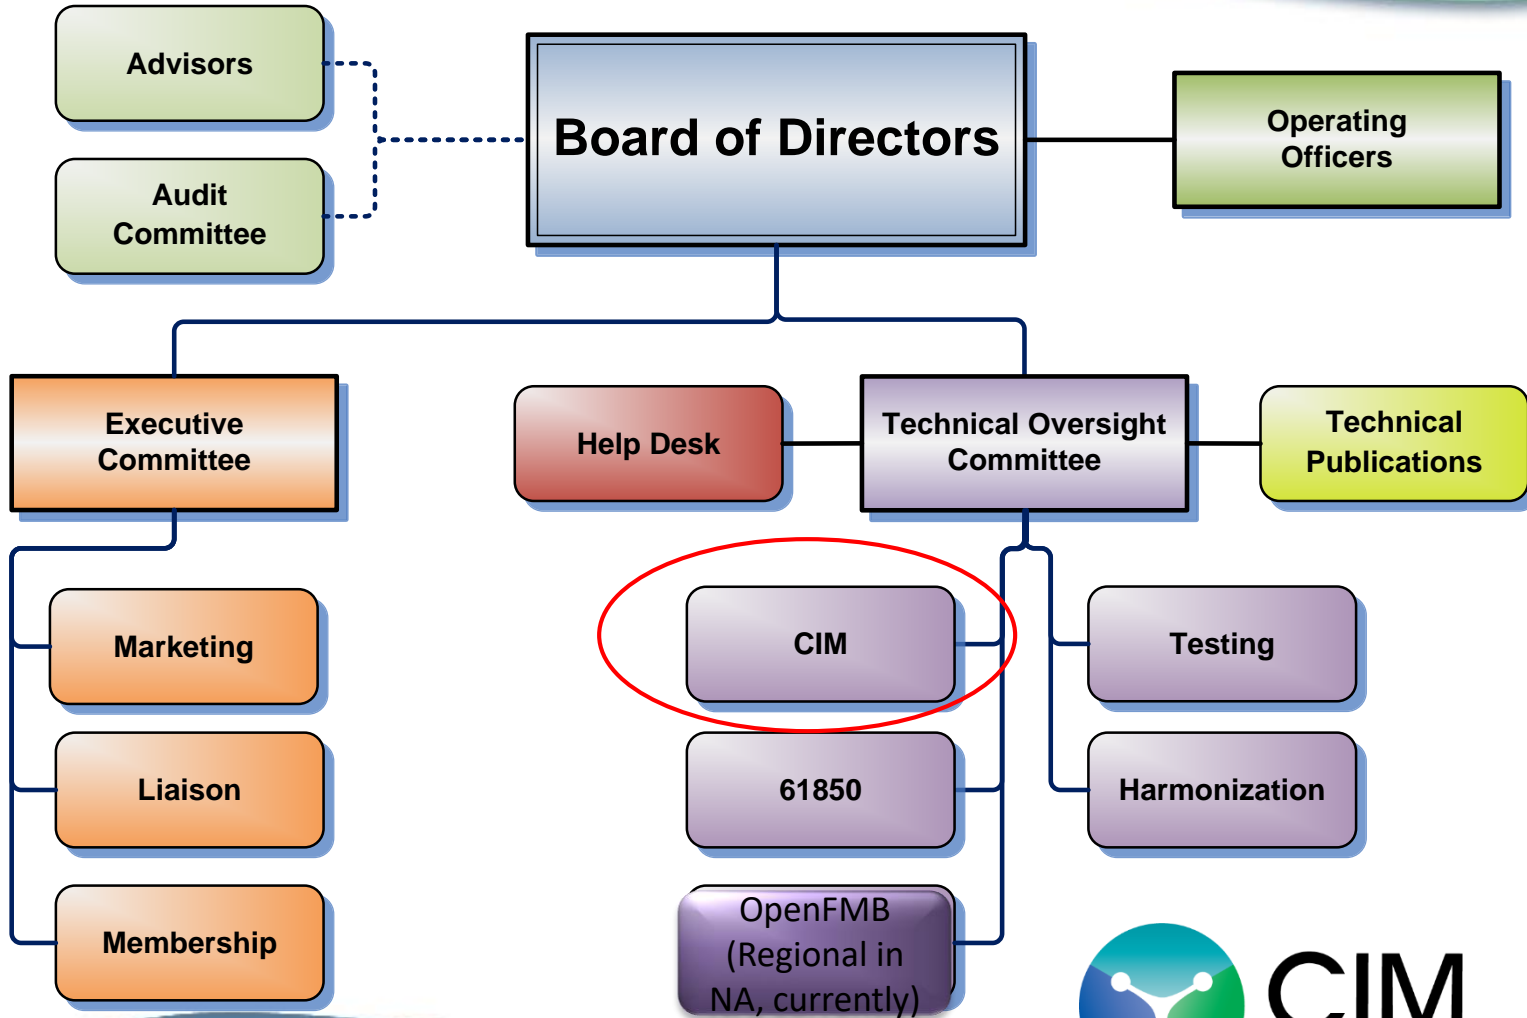 Advisors
Board of Directors
Operating
Officers
Audit
Committee
Executive
Committee
Help Desk
Technical Oversight
Committee
Technical
Publications
Marketing
CIM
Testing
Liaison
61850
Harmonization
Membership
OpenFMB
(Regional in
NA, currently)
CIM